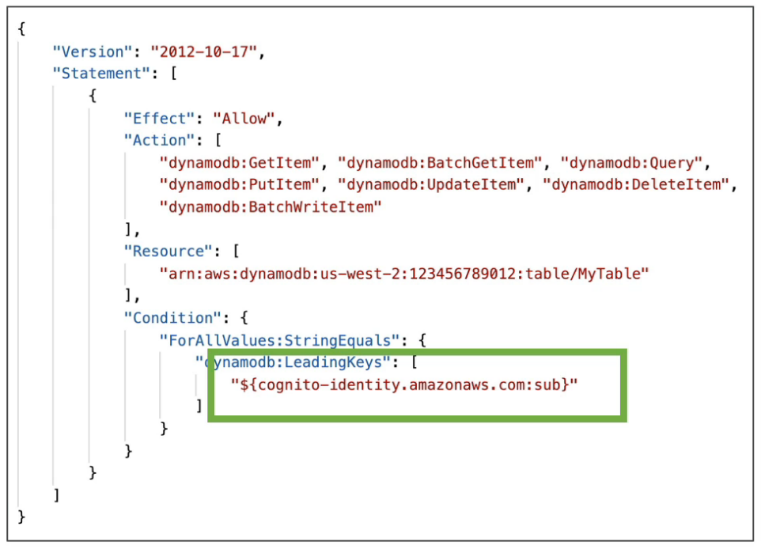 {
    "Version": "2012-10-17",
    "Statement": [
        {
            "Effect": "Allow",
            "Action": [
                "dynamodb:GetItem", "dynamodb:BatchGetItem", "dynamodb:Query",
                "dynamodb:PutItem", "dynamodb:UpdateItem", "dynamodb:DeleteItem",
                "dynamodb:BatchWriteItem"
            ],
            "Resource": [
                "arn:aws:dynamodb:us-west-2:123456789012:table/MyTable"
            ],
            "Condition": {
                "ForAllValues:StringEquals": {
                    "dynamodb:LeadingKeys": [
                        "${cognito-identity.amazonaws.com:sub}"
                    ]
                }
            }
        }
    ]
}